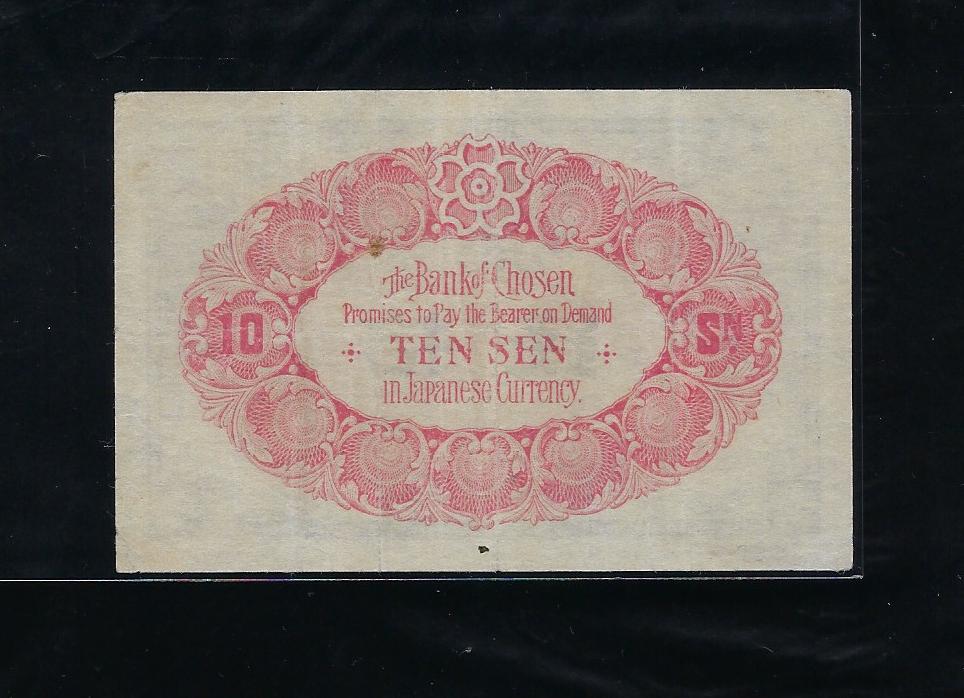 The Bank of Chosen
Promises to Pay the Bearer on Demand
10
TEN SEN
SN
in Japanese Currency.